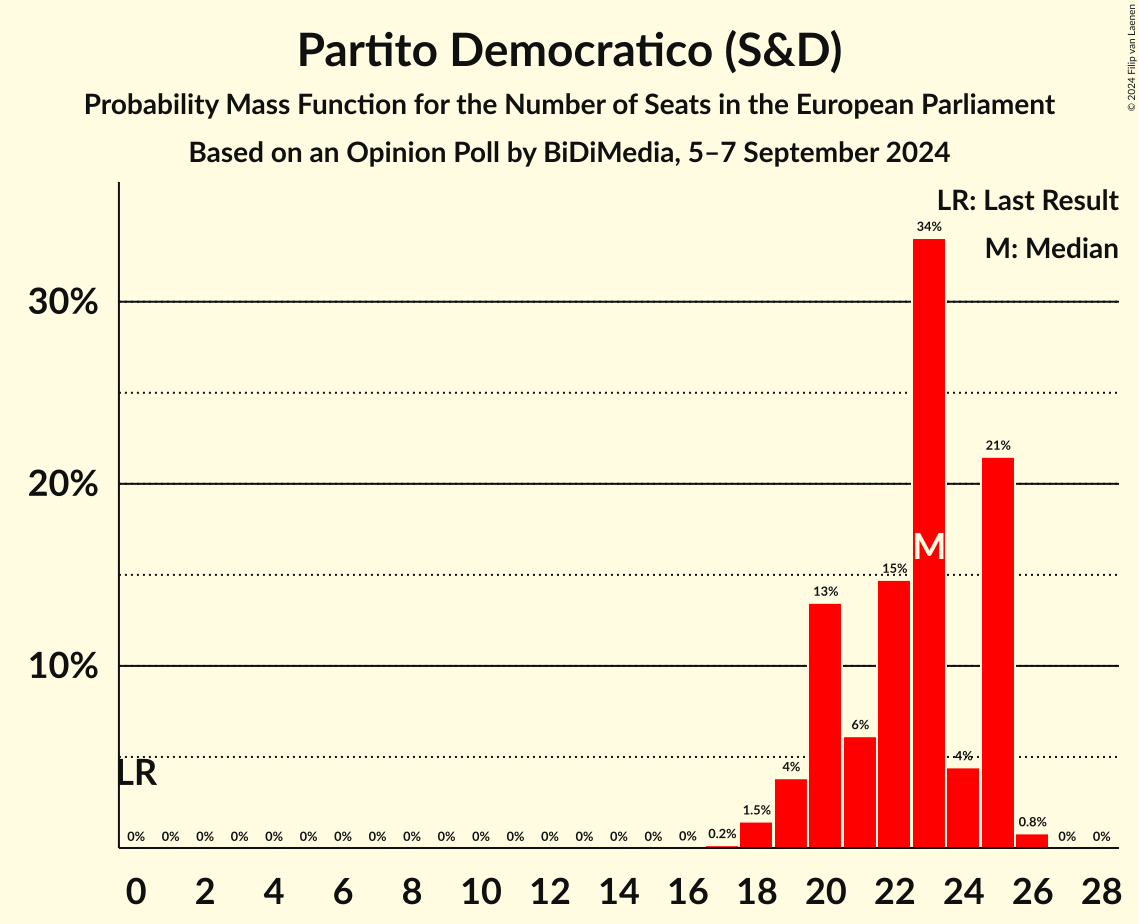 Partito Democratico (S&D)
Probability Mass Function for the Number of Seats in the European Parliament
Based on an Opinion Poll by BiDiMedia, 5–7 September 2024
© 2024 Filip van Laenen
LR: Last Result
M: Median
30%
20%
10%
LR
M
0% 0% 0% 0% 0% 0% 0% 0% 0% 0% 0% 0% 0% 0% 0% 0% 0% 0.2% 1.5% 4% 13% 6% 15% 34% 4% 21% 0.8% 0% 0%
0 2 4 6 8 10 12 14 16 18 20 22 24 26 28